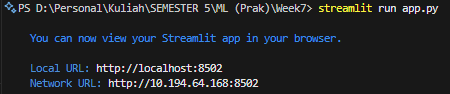 PS D:\Personal\Kuliah\SEMESTER 5\ML (Prak)\Week7> streamlit run app.py
You can now view your Streamlit app in your browser.
Local URL: http://localhost:8502
Network URL: http://10.194.64.168:8502